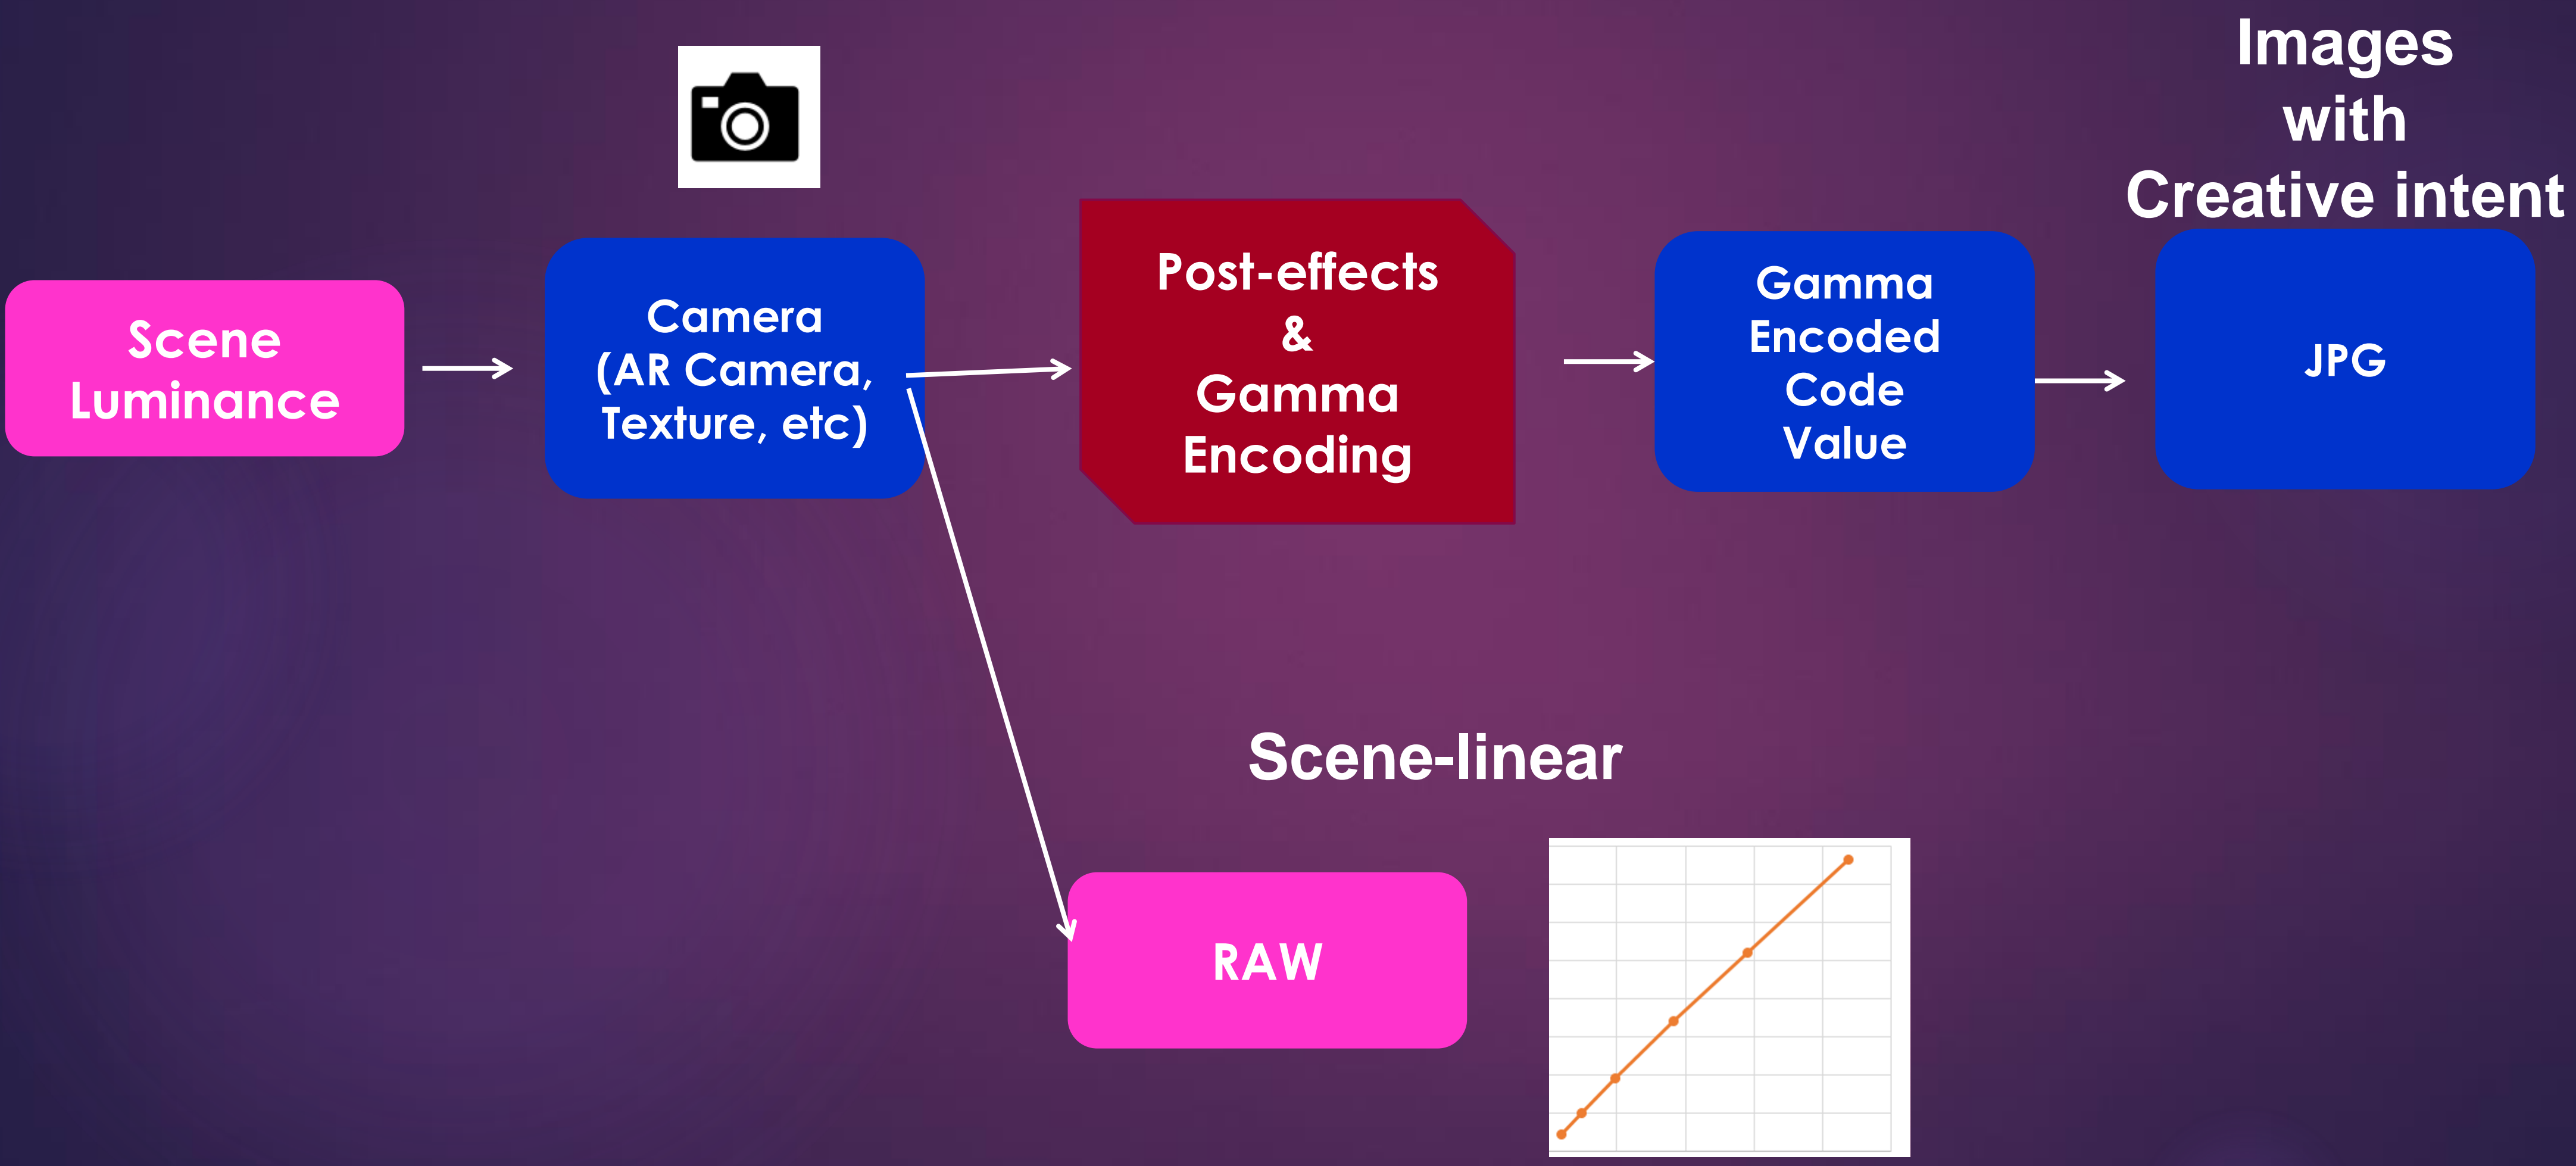 Scene
Luminance
Camera
(AR Camera,
Texture, etc)
Post-effects
&
Gamma
Encoding
Gamma
Encoded
Code
Value
Images
with
Creative intent
JPG
Scene-linear
RAW